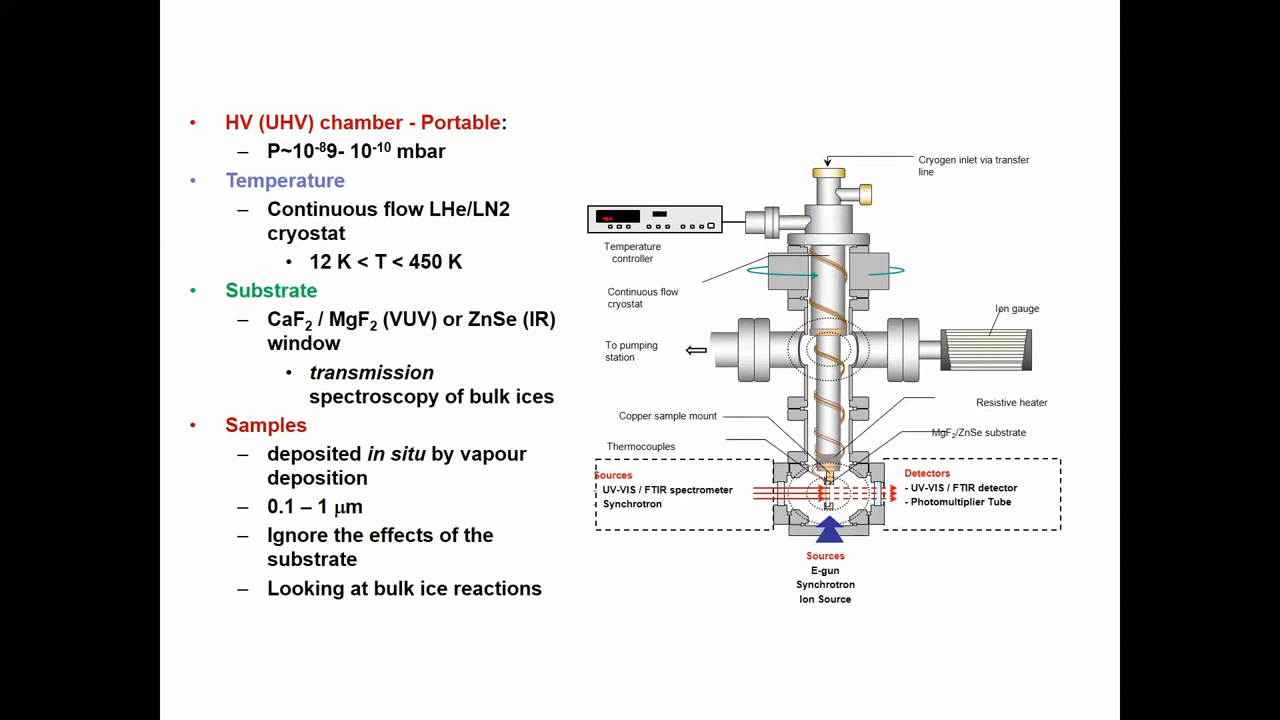 • HV (UHV) chamber - Portable:
– P~10⁻⁸9- 10⁻¹⁰ mbar
• Temperature
– Continuous flow LHe/LN2
cryostat
• 12 K < T < 450 K
• Substrate
– CaF₂ / MgF₂ (VUV) or ZnSe (IR)
window
• transmission
spectroscopy of bulk ices
• Samples
– deposited in situ by vapour
deposition
– 0.1 – 1 μm
– Ignore the effects of the
substrate
– Looking at bulk ice reactions
Cryogen inlet via transfer
line
Temperature
controller
Continuous flow
cryostat
Ion gauge
To pumping
station
Resistive heater
Copper sample mount
MgF₂/ZnSe substrate
Thermocouples
Sources
- UV-VIS / FTIR spectrometer
Synchrotron
Detectors
- UV-VIS / FTIR detector
- Photomultiplier Tube
Sources
E-gun
Synchrotron
Ion Source